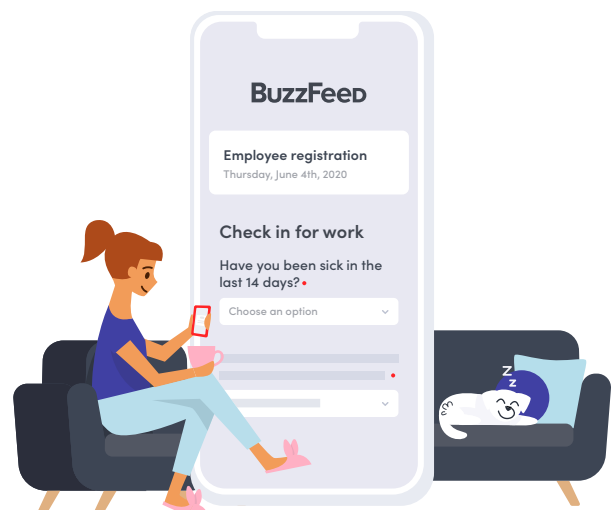 BuzzFeed
Employee registration
Thursday, June 4th, 2020
Check in for work
Have you been sick in the
last 14 days?
Choose an option
Z
Z